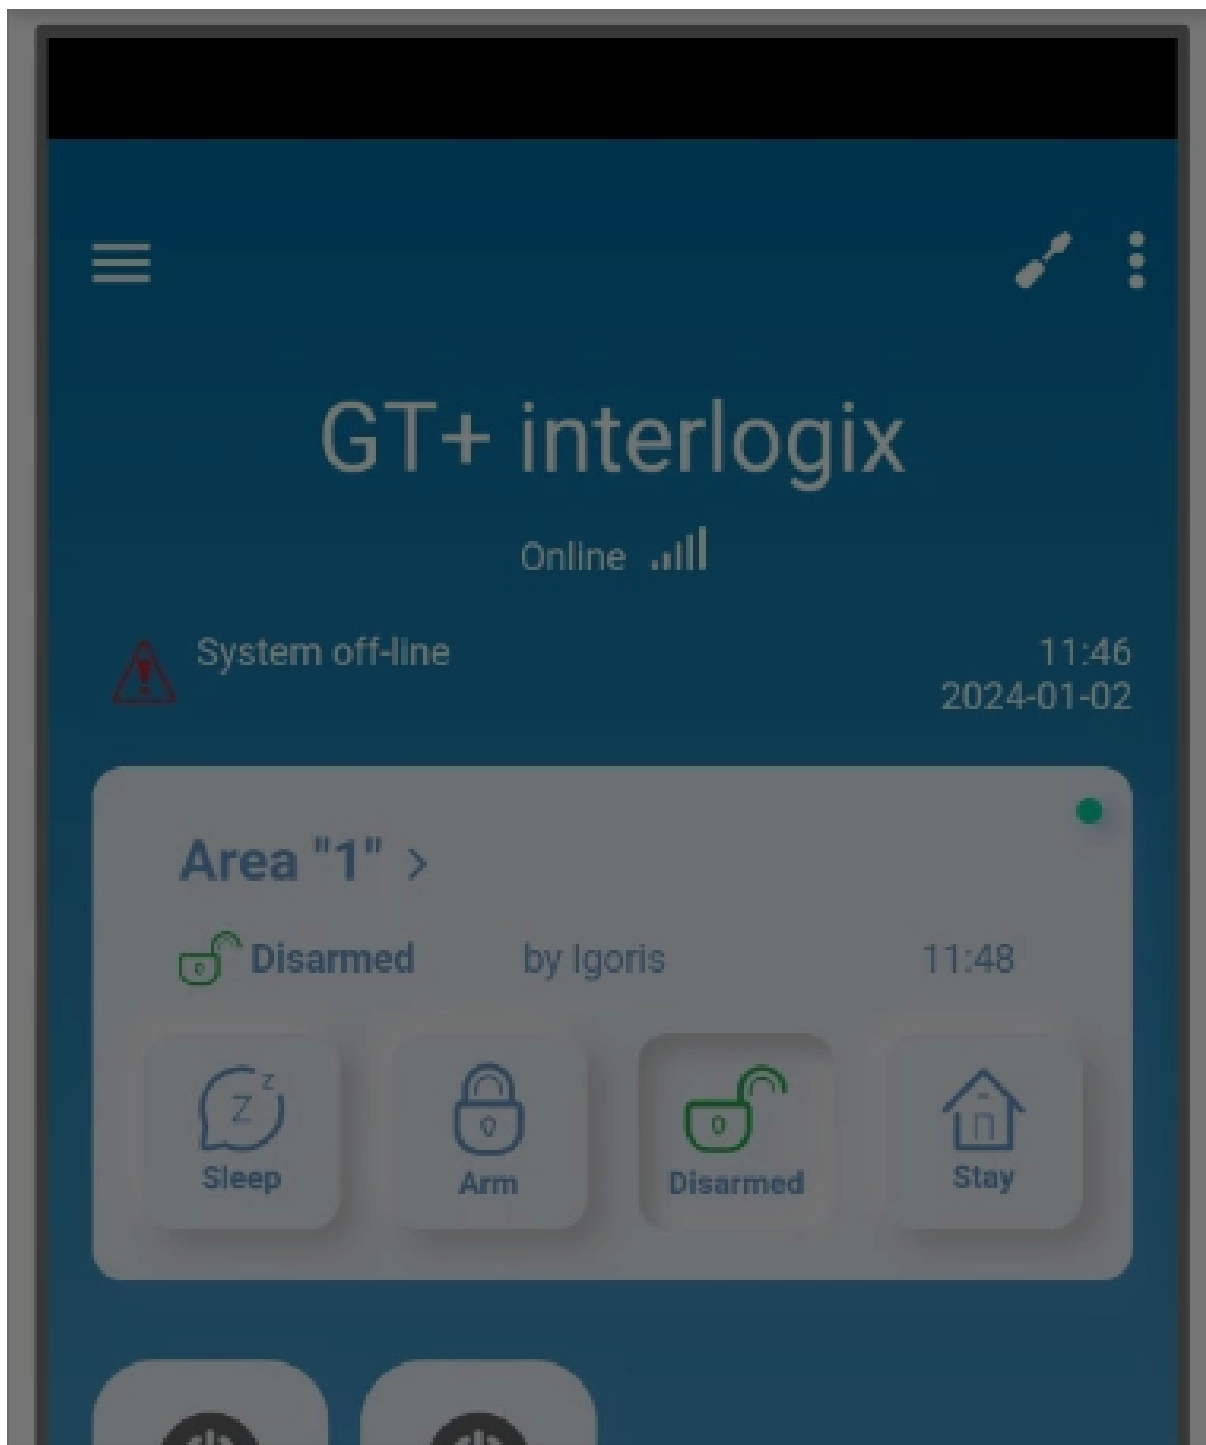 GT+ interlogix
Online
System off-line
11:46
2024-01-02
Area "1" >
Disarmed by Igoris 11:48
Sleep Arm Disarmed Stay